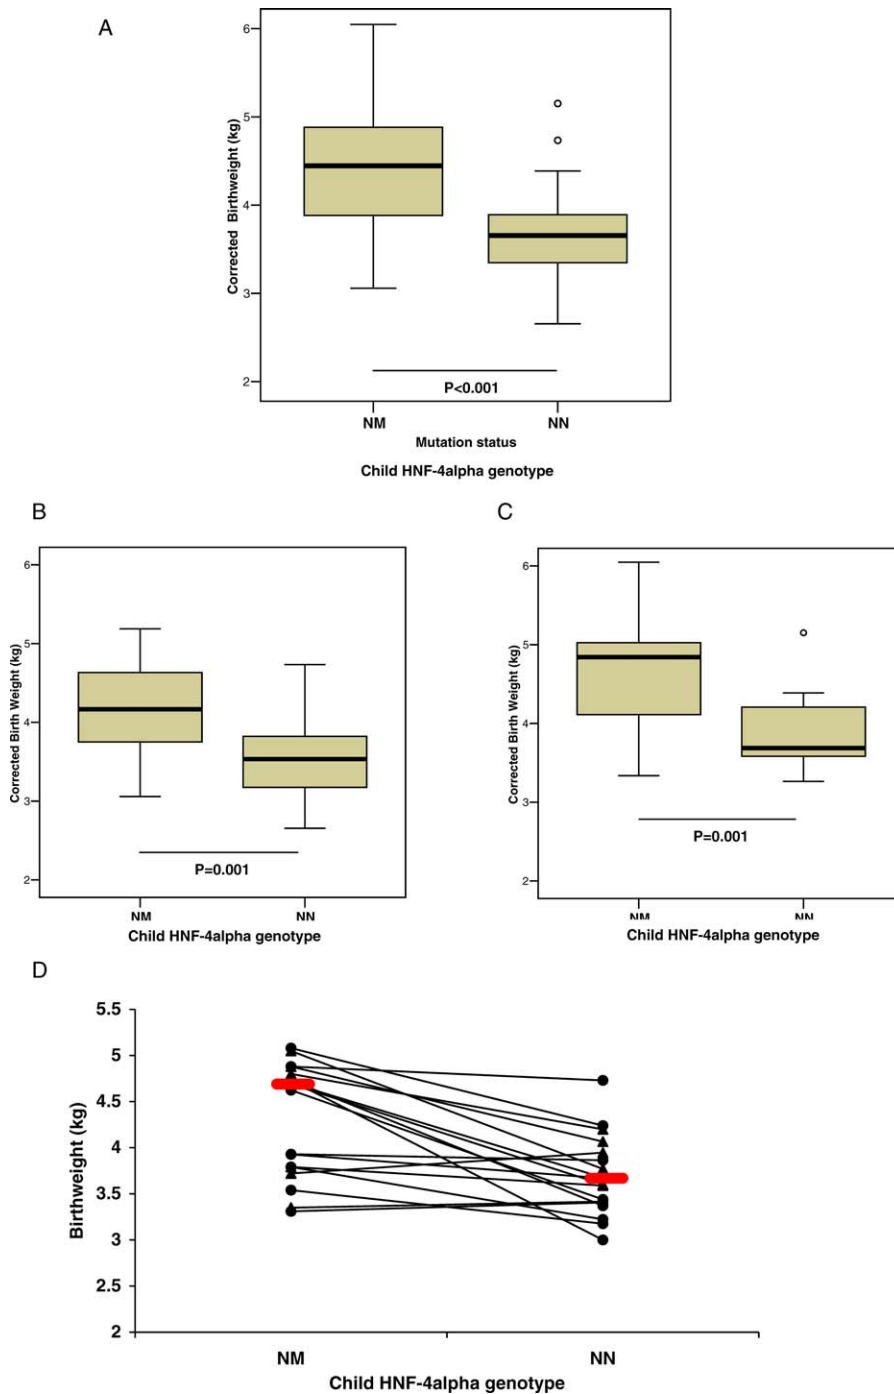 A
Corrected Birthweight (kg)
6
5
4
3
2
P<0.001
NM NN
Mutation status
Child HNF-4alpha genotype
B
Corrected Birth Weight (kg)
6
5
4
3
2
P=0.001
NM NN
Child HNF-4alpha genotype
C
Corrected Birth Weight (kg)
6
5
4
3
2
P=0.001
NM NN
Child HNF-4alpha genotype
D
Birthweight (kg)
5.5
5
4.5
4
3.5
3
2.5
2
NM NN
Child HNF-4alpha genotype